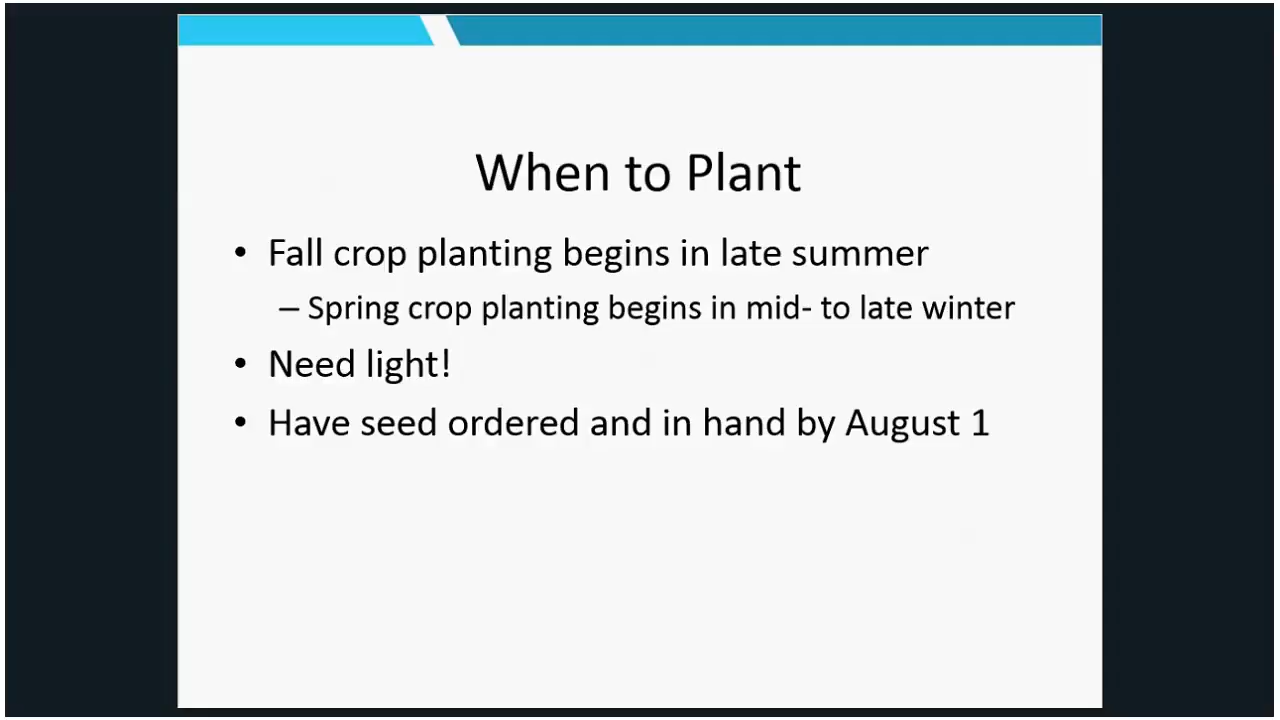 When to Plant
• Fall crop planting begins in late summer
– Spring crop planting begins in mid- to late winter
• Need light!
• Have seed ordered and in hand by August 1